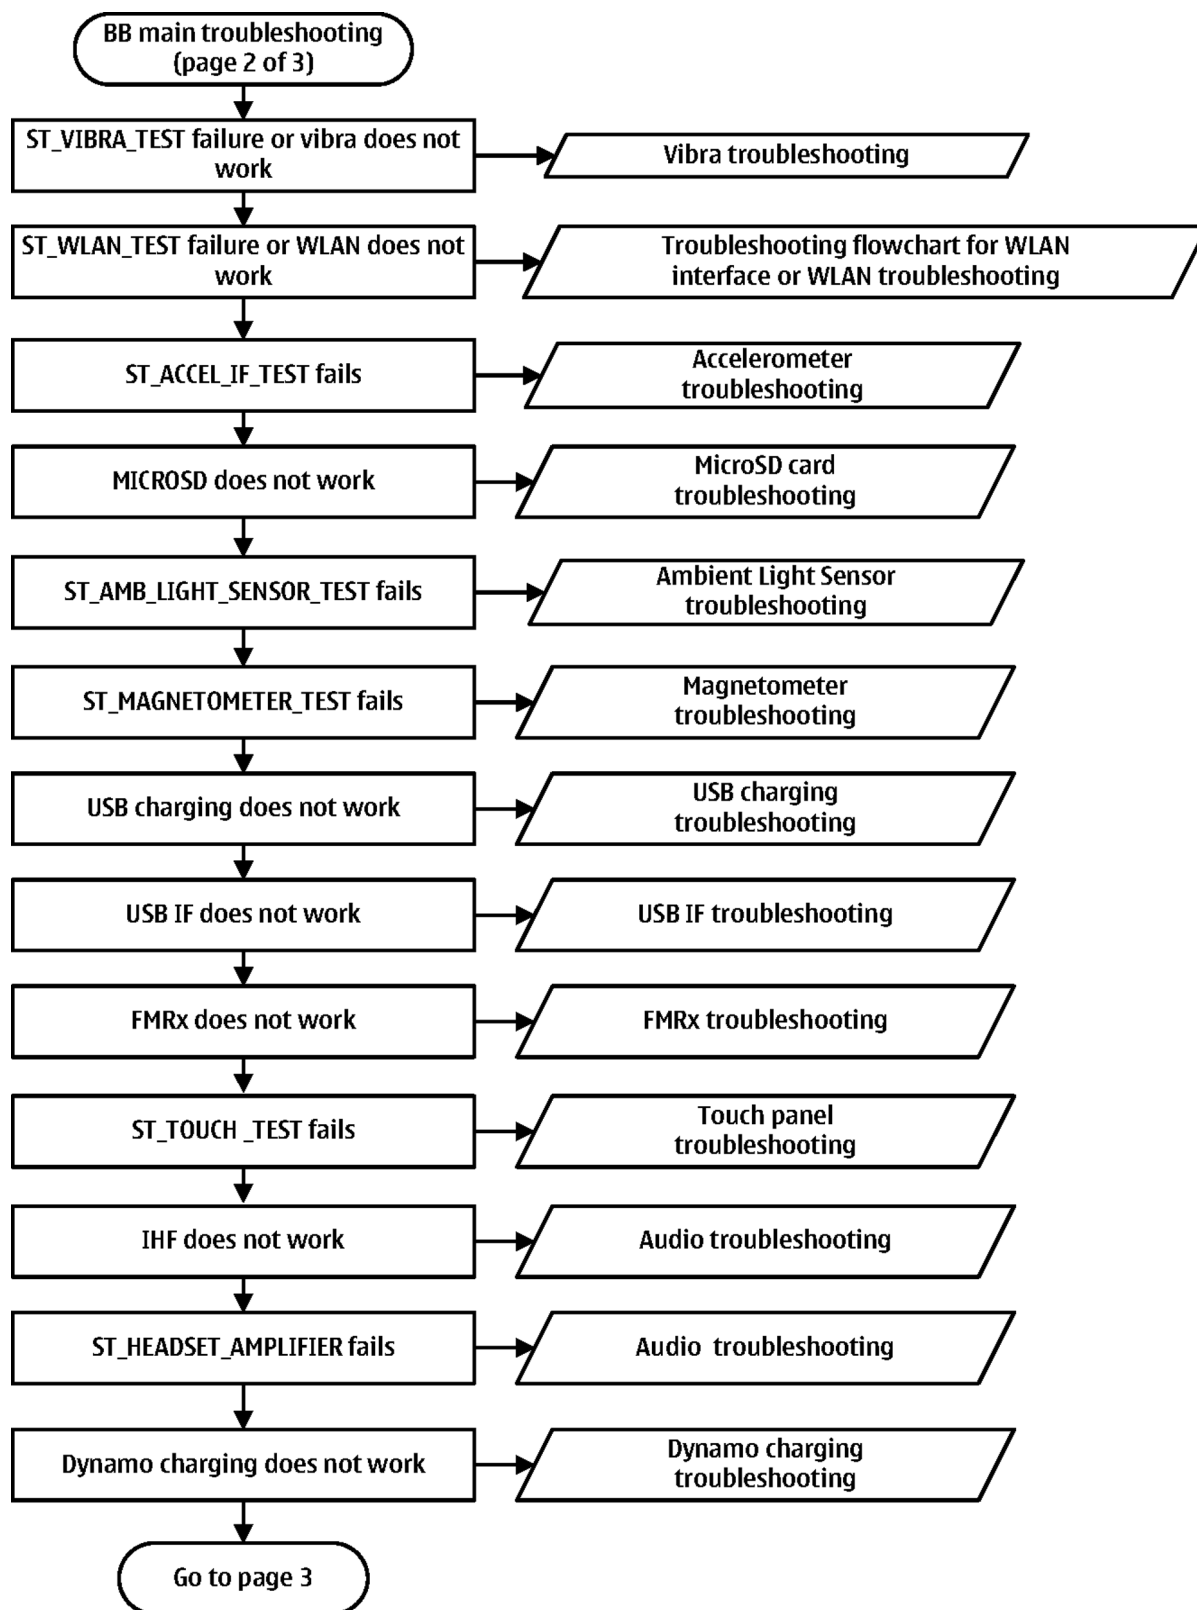 BB main troubleshooting
(page 2 of 3)
ST_VIBRA_TEST failure or vibra does not
work
Vibra troubleshooting
ST_WLAN_TEST failure or WLAN does not
work
Troubleshooting flowchart for WLAN
interface or WLAN troubleshooting
ST_ACCEL_IF_TEST fails
Accelerometer
troubleshooting
MICROSD does not work
MicroSD card
troubleshooting
ST_AMB_LIGHT_SENSOR_TEST fails
Ambient Light Sensor
troubleshooting
ST_MAGNETOMETER_TEST fails
Magnetometer
troubleshooting
USB charging does not work
USB charging
troubleshooting
USB IF does not work
USB IF troubleshooting
FMRx does not work
FMRx troubleshooting
ST_TOUCH _TEST fails
Touch panel
troubleshooting
IHF does not work
Audio troubleshooting
ST_HEADSET_AMPLIFIER fails
Audio  troubleshooting
Dynamo charging does not work
Dynamo charging
troubleshooting
Go to page 3